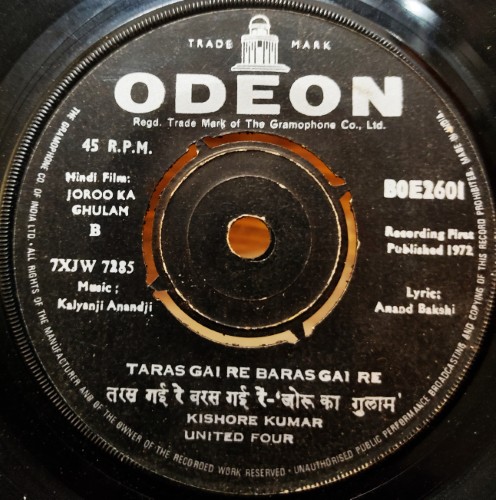 TRADE MARK
ODEON
Regd. Trade Mark of The Gramophone Co., Ltd.
45 R.P.M.
Hindi Film:
JOROO KA
GHULAM
B
7XJW 7285
Music:
Kalyanji Anandji
BOE2601
Recording First
Published 1972
Lyric:
Anand Bakshi
TARAS GAI RE BARAS GAI RE
तरस गई रे बरस गई रे-'जोरू का गुलाम'
KISHORE KUMAR
UNITED FOUR
THE GRAMOPHONE CO OF INDIA LTD · ALL RIGHTS OF THE MANUFACTURER AND OF THE OWNER OF THE RECORDED WORK RESERVED · UNAUTHORISED PUBLIC PERFORMANCE BROADCASTING AND COPYING OF THIS RECORD PROHIBITED. MADE IN INDIA